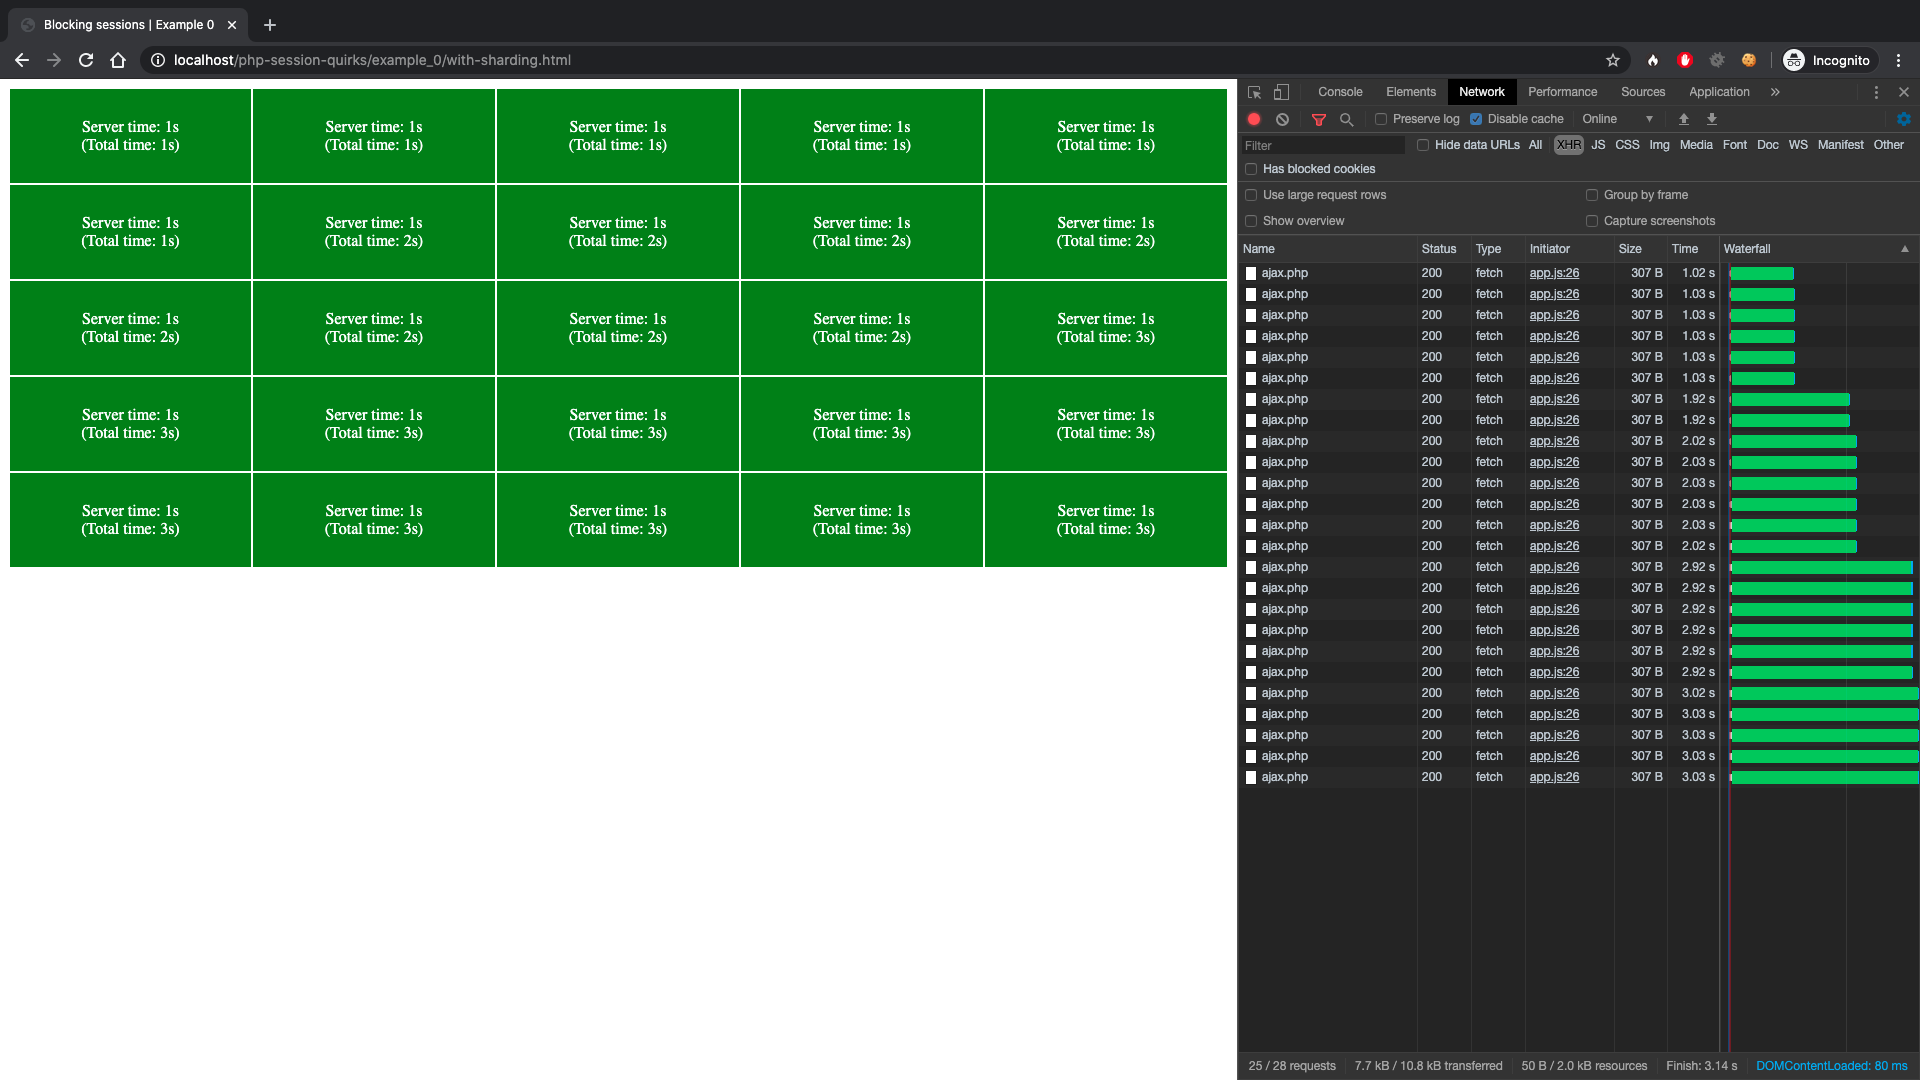 Blocking sessions | Example 0
localhost/php-session-quirks/example_0/with-sharding.html
Incognito
Server time: 1s
(Total time: 1s)
Server time: 1s
(Total time: 1s)
Server time: 1s
(Total time: 1s)
Server time: 1s
(Total time: 1s)
Server time: 1s
(Total time: 1s)
Server time: 1s
(Total time: 1s)
Server time: 1s
(Total time: 2s)
Server time: 1s
(Total time: 2s)
Server time: 1s
(Total time: 2s)
Server time: 1s
(Total time: 2s)
Server time: 1s
(Total time: 2s)
Server time: 1s
(Total time: 2s)
Server time: 1s
(Total time: 2s)
Server time: 1s
(Total time: 2s)
Server time: 1s
(Total time: 3s)
Server time: 1s
(Total time: 3s)
Server time: 1s
(Total time: 3s)
Server time: 1s
(Total time: 3s)
Server time: 1s
(Total time: 3s)
Server time: 1s
(Total time: 3s)
Server time: 1s
(Total time: 3s)
Server time: 1s
(Total time: 3s)
Server time: 1s
(Total time: 3s)
Server time: 1s
(Total time: 3s)
Server time: 1s
(Total time: 3s)
Console Elements Network Performance Sources Application »
Preserve log Disable cache Online
Filter Hide data URLs All XHR JS CSS Img Media Font Doc WS Manifest Other
Has blocked cookies
Use large request rows Group by frame
Show overview Capture screenshots
Name Status Type Initiator Size Time Waterfall
ajax.php 200 fetch app.js:26 307 B 1.02 s
ajax.php 200 fetch app.js:26 307 B 1.03 s
ajax.php 200 fetch app.js:26 307 B 1.03 s
ajax.php 200 fetch app.js:26 307 B 1.03 s
ajax.php 200 fetch app.js:26 307 B 1.03 s
ajax.php 200 fetch app.js:26 307 B 1.03 s
ajax.php 200 fetch app.js:26 307 B 1.92 s
ajax.php 200 fetch app.js:26 307 B 1.92 s
ajax.php 200 fetch app.js:26 307 B 2.02 s
ajax.php 200 fetch app.js:26 307 B 2.03 s
ajax.php 200 fetch app.js:26 307 B 2.03 s
ajax.php 200 fetch app.js:26 307 B 2.03 s
ajax.php 200 fetch app.js:26 307 B 2.03 s
ajax.php 200 fetch app.js:26 307 B 2.02 s
ajax.php 200 fetch app.js:26 307 B 2.92 s
ajax.php 200 fetch app.js:26 307 B 2.92 s
ajax.php 200 fetch app.js:26 307 B 2.92 s
ajax.php 200 fetch app.js:26 307 B 2.92 s
ajax.php 200 fetch app.js:26 307 B 2.92 s
ajax.php 200 fetch app.js:26 307 B 2.92 s
ajax.php 200 fetch app.js:26 307 B 3.02 s
ajax.php 200 fetch app.js:26 307 B 3.03 s
ajax.php 200 fetch app.js:26 307 B 3.03 s
ajax.php 200 fetch app.js:26 307 B 3.03 s
ajax.php 200 fetch app.js:26 307 B 3.03 s
25 / 28 requests 7.7 kB / 10.8 kB transferred 50 B / 2.0 kB resources Finish: 3.14 s DOMContentLoaded: 80 ms